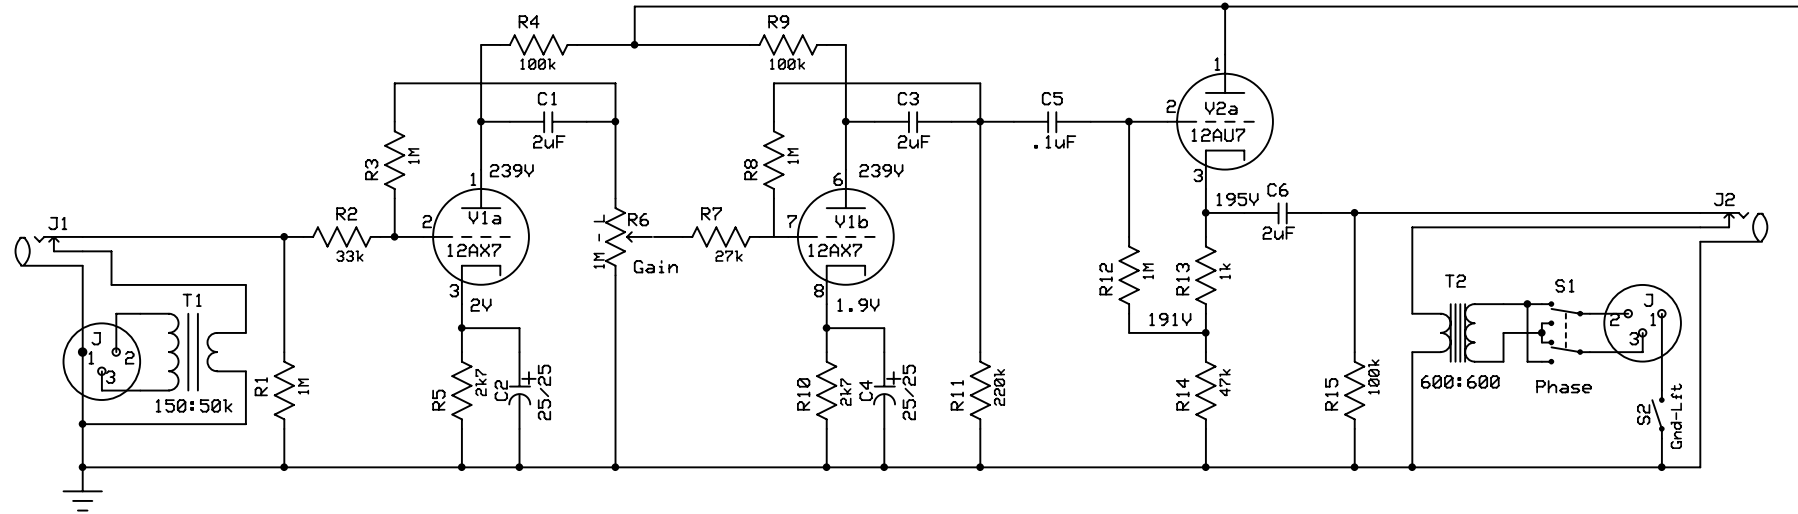 R4
100k
R9
100k
1
C1
2uF
C3
2uF
C5
.1uF
2
V2a
12AU7
3
R3
1M
R8
1M
239V
1
239V
6
195V
C6
2uF
J1
R2
33k
2
V1a
12AX7
3
2V
R6
1M - L
Gain
R7
27k
7
V1b
12AX7
8
1.9V
J2
R12
1M
R13
1k
191V
T1
J
1
2
3
150:50k
R1
1M
R5
2k7
C2
+
25/25
R10
2k7
C4
+
25/25
R11
220k
R14
47k
R15
100k
T2
600:600
S1
Phase
J
2
1
3
S2
Gnd-Lft